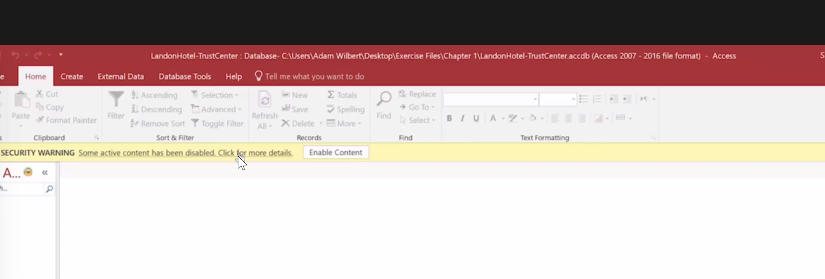 LandonHotel-TrustCenter : Database- C:\Users\Adam Wilbert\Desktop\Exercise Files\Chapter 1\LandonHotel-TrustCenter.accdb (Access 2007 - 2016 file format) - Access
Home Create External Data Database Tools Help Tell me what you want to do
Cut Ascending Selection New Totals Replace
Copy Descending Advanced Save Spelling Go To
Paste Format Painter Filter Remove Sort Toggle Filter Refresh All Delete More Find Select
B I U A
Clipboard Sort & Filter Records Find Text Formatting
SECURITY WARNING Some active content has been disabled. Click for more details. Enable Content
A... «